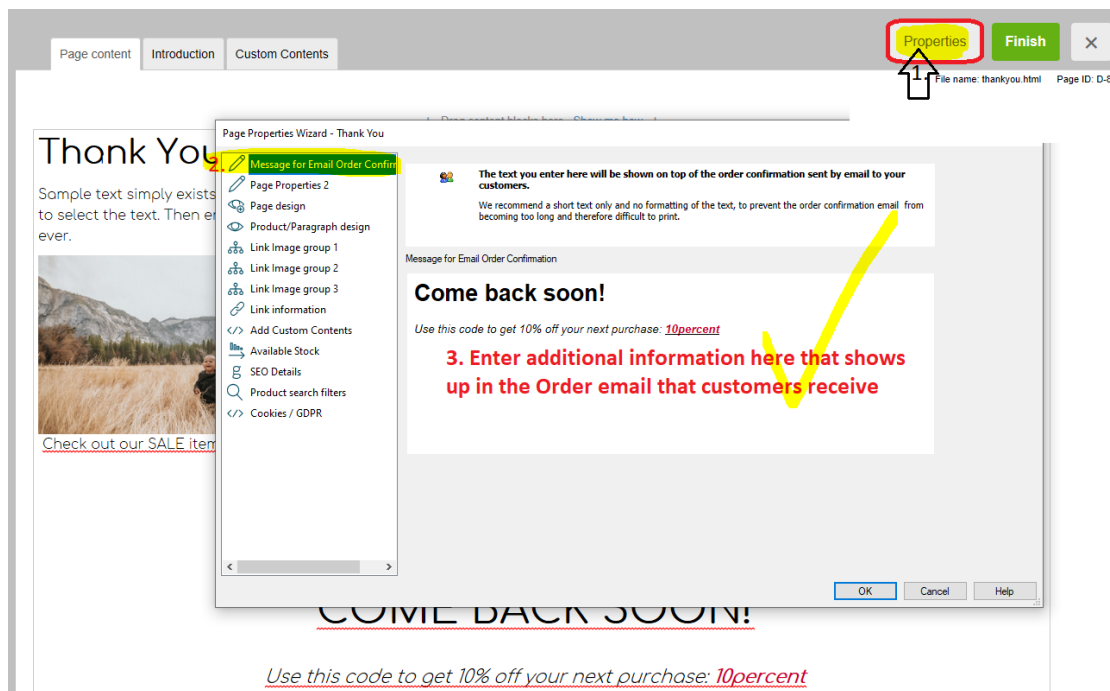 Page content
Introduction
Custom Contents
Properties
Finish
1.
File name: thankyou.html Page ID: D-8
Show me how
Thank You
Sample text simply exists
to select the text. Then e
ever.
Check out our SALE item
Page Properties Wizard - Thank You
2.
Message for Email Order Confirm
Page Properties 2
Page design
Product/Paragraph design
Link Image group 1
Link Image group 2
Link Image group 3
Link information
Add Custom Contents
Available Stock
SEO Details
Product search filters
Cookies / GDPR
The text you enter here will be shown on top of the order confirmation sent by email to your
customers.
We recommend a short text only and no formatting of the text, to prevent the order confirmation email from
becoming too long and therefore difficult to print.
Message for Email Order Confirmation
Come back soon!
Use this code to get 10% off your next purchase: 10percent
3. Enter additional information here that shows
up in the Order email that customers receive
OK
Cancel
Help
COME BACK SOON!
Use this code to get 10% off your next purchase: 10percent